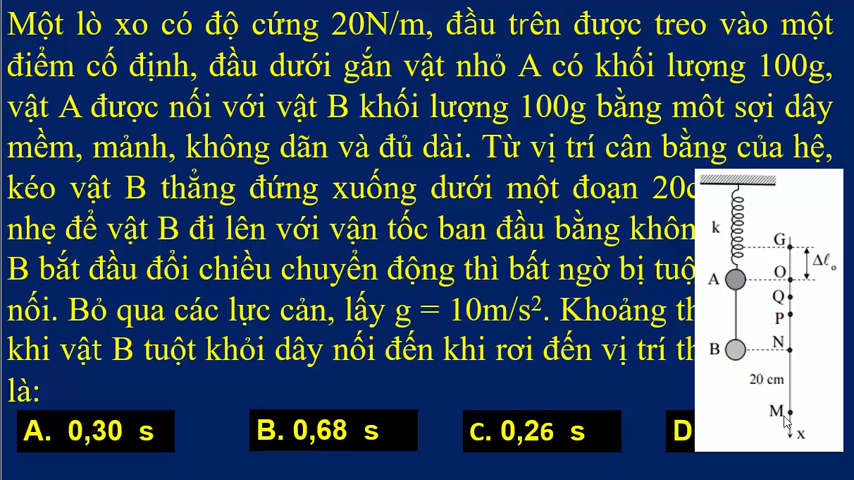 Một lò xo có độ cứng 20N/m, đầu trên được treo vào một
điểm cố định, đầu dưới gắn vật nhỏ A có khối lượng 100g,
vật A được nối với vật B khối lượng 100g bằng môt sợi dây
mềm, mảnh, không dãn và đủ dài. Từ vị trí cân bằng của hệ,
kéo vật B thẳng đứng xuống dưới một đoạn
nhẹ để vật B đi lên với vận tốc ban đầu bằng
B bắt đầu đổi chiều chuyển động thì bất ngờ bị
nối. Bỏ qua các lực cản, lấy g = 10m/s². Khoảng
khi vật B tuột khỏi dây nối đến khi rơi đến vị trí
là:
k
G
Δℓo
A
O
Q
P
B
N
20 cm
M
x
A. 0,30 s
B. 0,68 s
C. 0,26 s
D